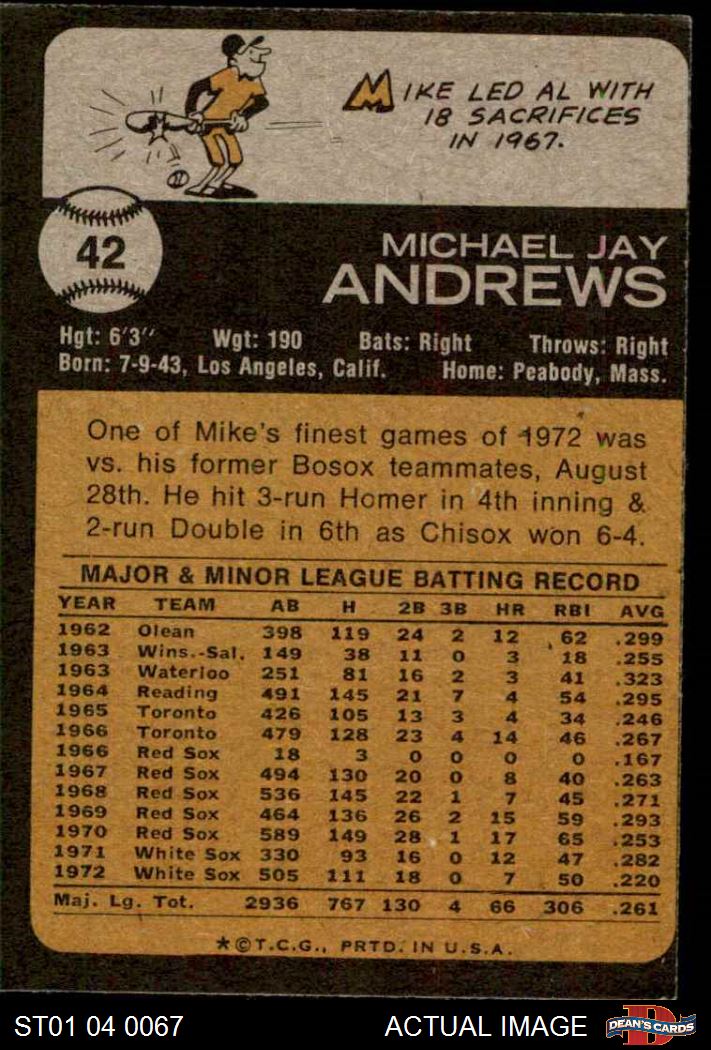 MIKE LED AL WITH
18 SACRIFICES
IN 1967.
42
MICHAEL JAY
ANDREWS
Hgt: 6'3" Wgt: 190 Bats: Right Throws: Right
Born: 7-9-43, Los Angeles, Calif. Home: Peabody, Mass.
One of Mike's finest games of 1972 was
vs. his former Bosox teammates, August
28th. He hit 3-run Homer in 4th inning &
2-run Double in 6th as Chisox won 6-4.
MAJOR & MINOR LEAGUE BATTING RECORD
YEAR TEAM AB H 2B 3B HR RBI AVG
1962 Olean 398 119 24 2 12 62 .299
1963 Wins.-Sal. 149 38 11 0 3 18 .255
1963 Waterloo 251 81 16 2 3 41 .323
1964 Reading 491 145 21 7 4 54 .295
1965 Toronto 426 105 13 3 4 34 .246
1966 Toronto 479 128 23 4 14 46 .267
1966 Red Sox 18 3 0 0 0 0 .167
1967 Red Sox 494 130 20 0 8 40 .263
1968 Red Sox 536 145 22 1 7 45 .271
1969 Red Sox 464 136 26 2 15 59 .293
1970 Red Sox 589 149 28 1 17 65 .253
1971 White Sox 330 93 16 0 12 47 .282
1972 White Sox 505 111 18 0 7 50 .220
Maj. Lg. Tot. 2936 767 130 4 66 306 .261
★©T.C.G., PRTD. IN U.S.A.
ST01 04 0067 ACTUAL IMAGE D DEAN'S CARDS